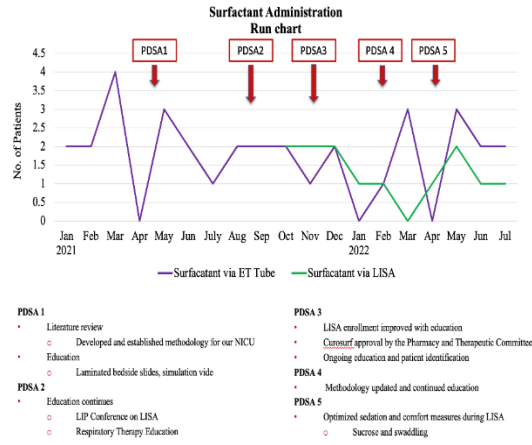 Surfactant Administration
Run chart
PDSA1
PDSA2
PDSA3
PDSA 4
PDSA 5
No. of Patients
4.5
4
3.5
3
2.5
2
1.5
1
0.5
0
Jan Feb Mar Apr May Jun July Aug Sep Oct Nov Dec Jan Feb Mar Apr May Jun Jul
2021 2022
Surfacatant via ET Tube
Surfacatant via LISA
PDSA 1
• Literature review
o Developed and established methodology for our NICU
• Education
o Laminated bedside slides, simulation vide
PDSA 2
• Education continues
o LIP Conference on LISA
o Respiratory Therapy Education
PDSA 3
• LISA enrollment improved with education
• Curosurf approval by the Pharmacy and Therapeutic Committee
• Ongoing education and patient identification
PDSA 4
• Methodology updated and continued education
PDSA 5
• Optimized sedation and comfort measures during LISA
o Sucrose and swaddling